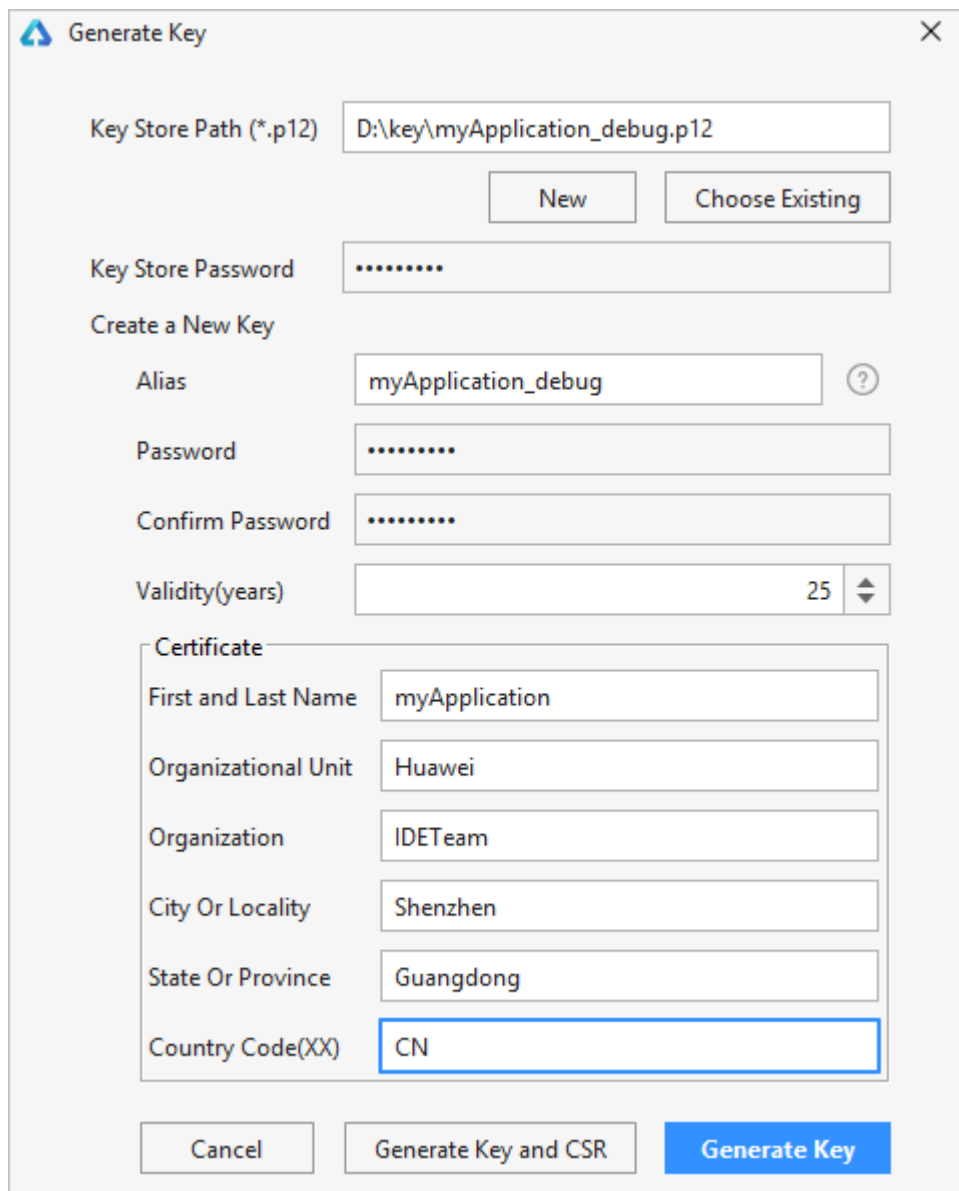 Generate Key
Key Store Path (*.p12) D:\key\myApplication_debug.p12
New Choose Existing
Key Store Password •••••••••
Create a New Key
Alias myApplication_debug ?
Password •••••••••
Confirm Password •••••••••
Validity(years) 25
Certificate
First and Last Name myApplication
Organizational Unit Huawei
Organization IDETeam
City Or Locality Shenzhen
State Or Province Guangdong
Country Code(XX) CN
Cancel Generate Key and CSR Generate Key